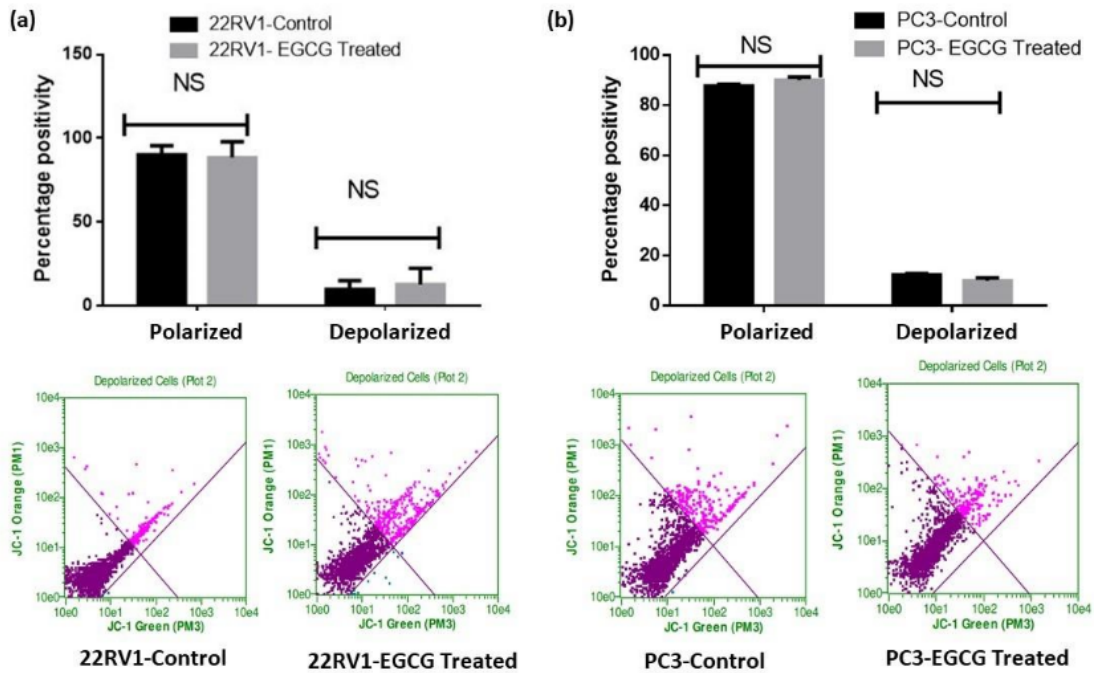 (a)
22RV1-Control
22RV1- EGCG Treated
Percentage positivity
150
100
50
0
NS
NS
Polarized
Depolarized
(b)
PC3-Control
PC3- EGCG Treated
Percentage positivity
100
80
60
40
20
0
NS
NS
Polarized
Depolarized
Depolarized Cells (Plot 2)
JC-1 Orange (PM1)
10e4
10e3
10e2
10e1
10e0
10e0 10e1 10e2 10e3 10e4
JC-1 Green (PM3)
22RV1-Control
Depolarized Cells (Plot 2)
JC-1 Orange (PM1)
10e4
10e3
10e2
10e1
10e0
10e0 10e1 10e2 10e3 10e4
JC-1 Green (PM3)
22RV1-EGCG Treated
Depolarized Cells (Plot 2)
JC-1 Orange (PM1)
10e4
10e3
10e2
10e1
10e0
10e0 10e1 10e2 10e3 10e4
JC-1 Green (PM3)
PC3-Control
Depolarized Cells (Plot 2)
JC-1 Orange (PM1)
10e4
10e3
10e2
10e1
10e0
10e0 10e1 10e2 10e3 10e4
JC-1 Green (PM3)
PC3-EGCG Treated